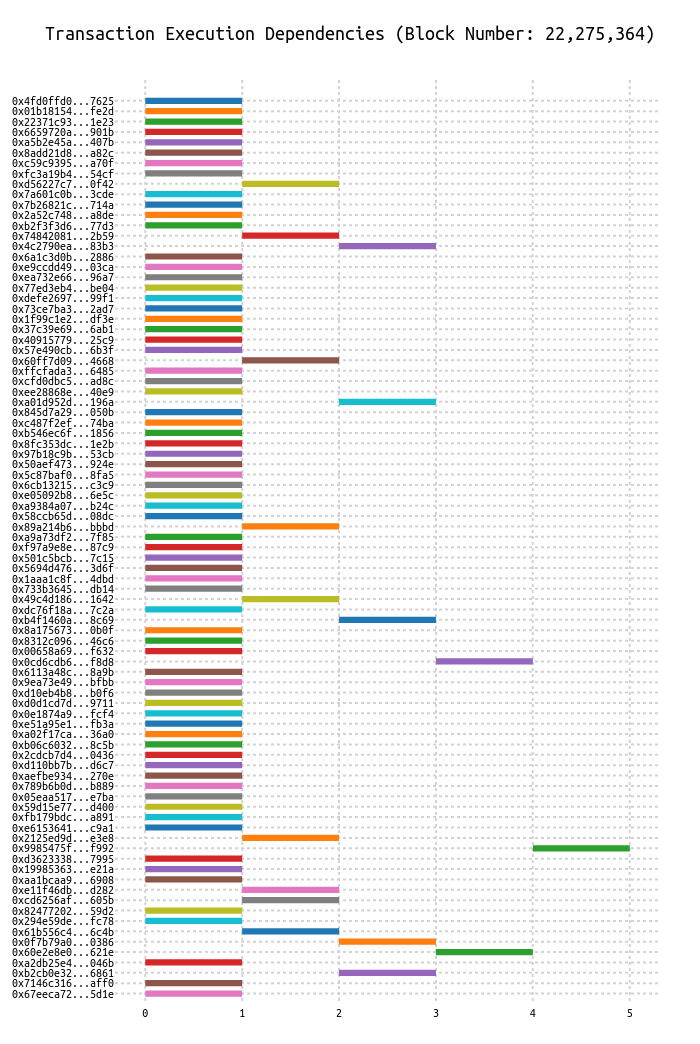 Transaction Execution Dependencies (Block Number: 22,275,364)
0x4fd0ffd0...7625
0x01b18154...fe2d
0x22371c93...1e23
0x6659720a...901b
0xa5b2e45a...407b
0x8add21d8...a82c
0xc59c9395...a70f
0xfc3a19b4...54cf
0xd56227c7...0f42
0x7a601c0b...3cde
0x7b26821c...714a
0x2a52c748...a8de
0xb2f3f3d6...77d3
0x74842081...2b59
0x4c2790ea...83b3
0x6a1c3d0b...2886
0xe9ccdd49...03ca
0xea732e66...96a7
0x77ed3eb4...be04
0xdefe2697...99f1
0x73ce7ba3...2ad7
0x1f99c1e2...df3e
0x37c39e69...6ab1
0x40915779...25c9
0x57e490cb...6b3f
0x60ff7d09...4668
0xffcfada3...6485
0xcfd0dbc5...ad8c
0xee28868e...40e9
0xa01d952d...196a
0x845d7a29...050b
0xc487f2ef...74ba
0xb546ec6f...1856
0x8fc353dc...1e2b
0x97b18c9b...53cb
0x50aef473...924e
0x5c87baf0...8fa5
0x6cb13215...c3c9
0xe05092b8...6e5c
0xa9384a07...b24c
0x58ccb65d...08dc
0x89a214b6...bbbd
0xa9a73df2...7f85
0xf97a9e8e...87c9
0x501c5bcb...7c15
0x5694d476...3d6f
0x1aaa1c8f...4dbd
0x733b3645...db14
0x49c4d186...1642
0xdc76f18a...7c2a
0xb4f1460a...8c69
0x8a175673...0b0f
0x8312c096...46c6
0x00658a69...f632
0x0cd6cdb6...f8d8
0x6113a48c...8a9b
0x9ea73e49...bfbb
0xd10eb4b8...b0f6
0xd0d1cd7d...9711
0x0e1874a9...fcf4
0xe51a95e1...fb3a
0xa02f17ca...36a0
0xb06c6032...8c5b
0x2cdcb7d4...0436
0xd110bb7b...d6c7
0xaefbe934...270e
0x789b6b0d...b889
0x05eaa517...e7ba
0x59d15e77...d400
0xfb179bdc...a891
0xe6153641...c9a1
0x2125ed9d...e3e8
0x9985475f...f992
0xd3623338...7995
0x19985363...e21a
0xaa1bcaa9...6908
0xe11f46db...d282
0xcd6256af...605b
0x82477202...59d2
0x294e59de...fc78
0x61b556c4...6c4b
0x0f7b79a0...0386
0x60e2e8e0...621e
0xa2db25e4...046b
0xb2cb0e32...6861
0x7146c316...aff0
0x67eeca72...5d1e
0 1 2 3 4 5